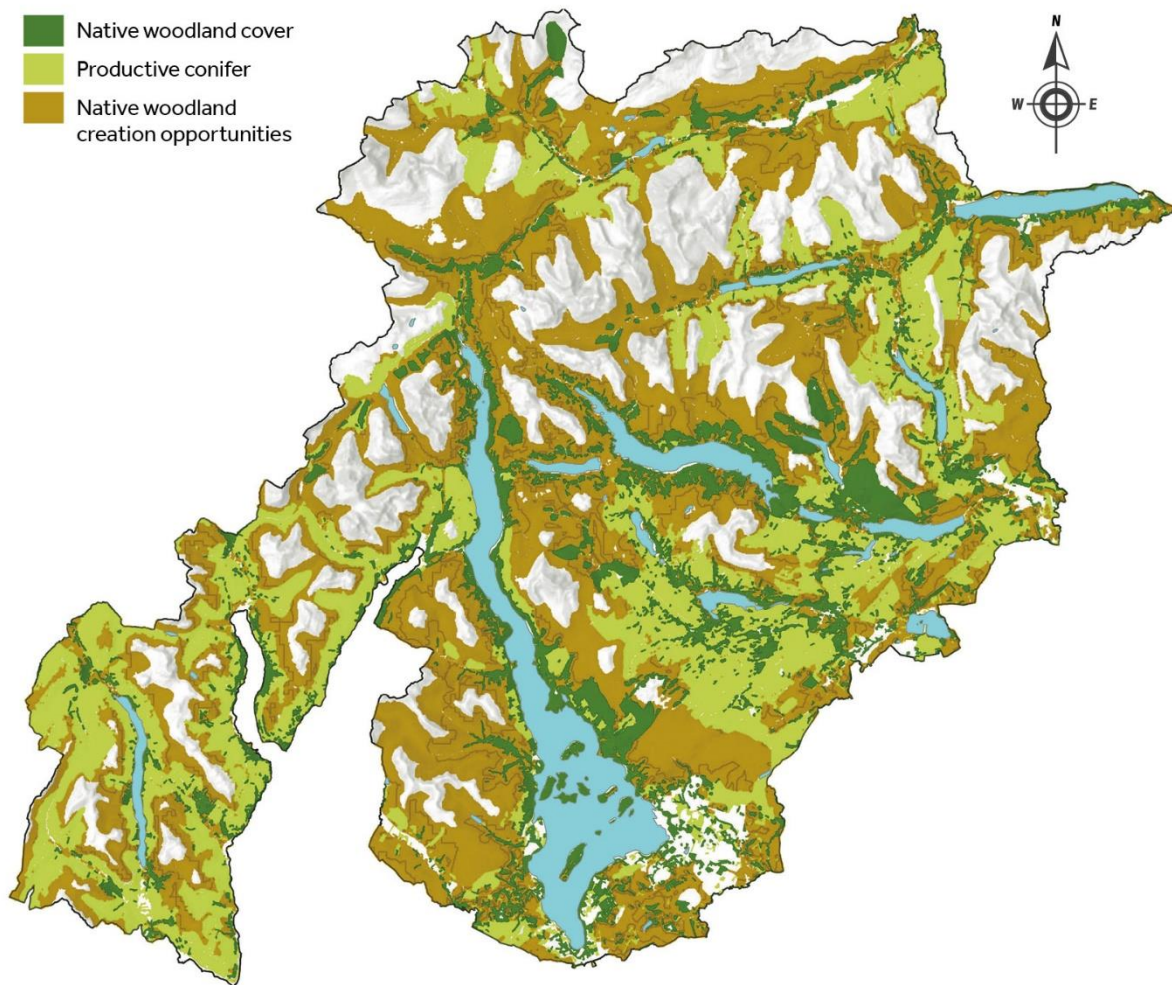 Native woodland cover
Productive conifer
Native woodland
creation opportunities
N
W E
S